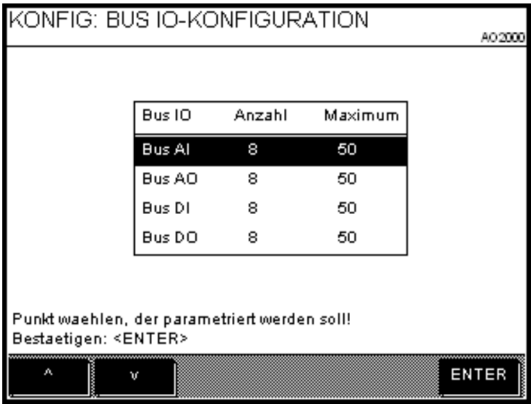 KONFIG: BUS IO-KONFIGURATION
AO2000
Bus IO Anzahl Maximum
Bus AI 8 50
Bus AO 8 50
Bus DI 8 50
Bus DO 8 50
Punkt waehlen, der parametriert werden soll!
Bestaetigen: <ENTER>
^ v ENTER